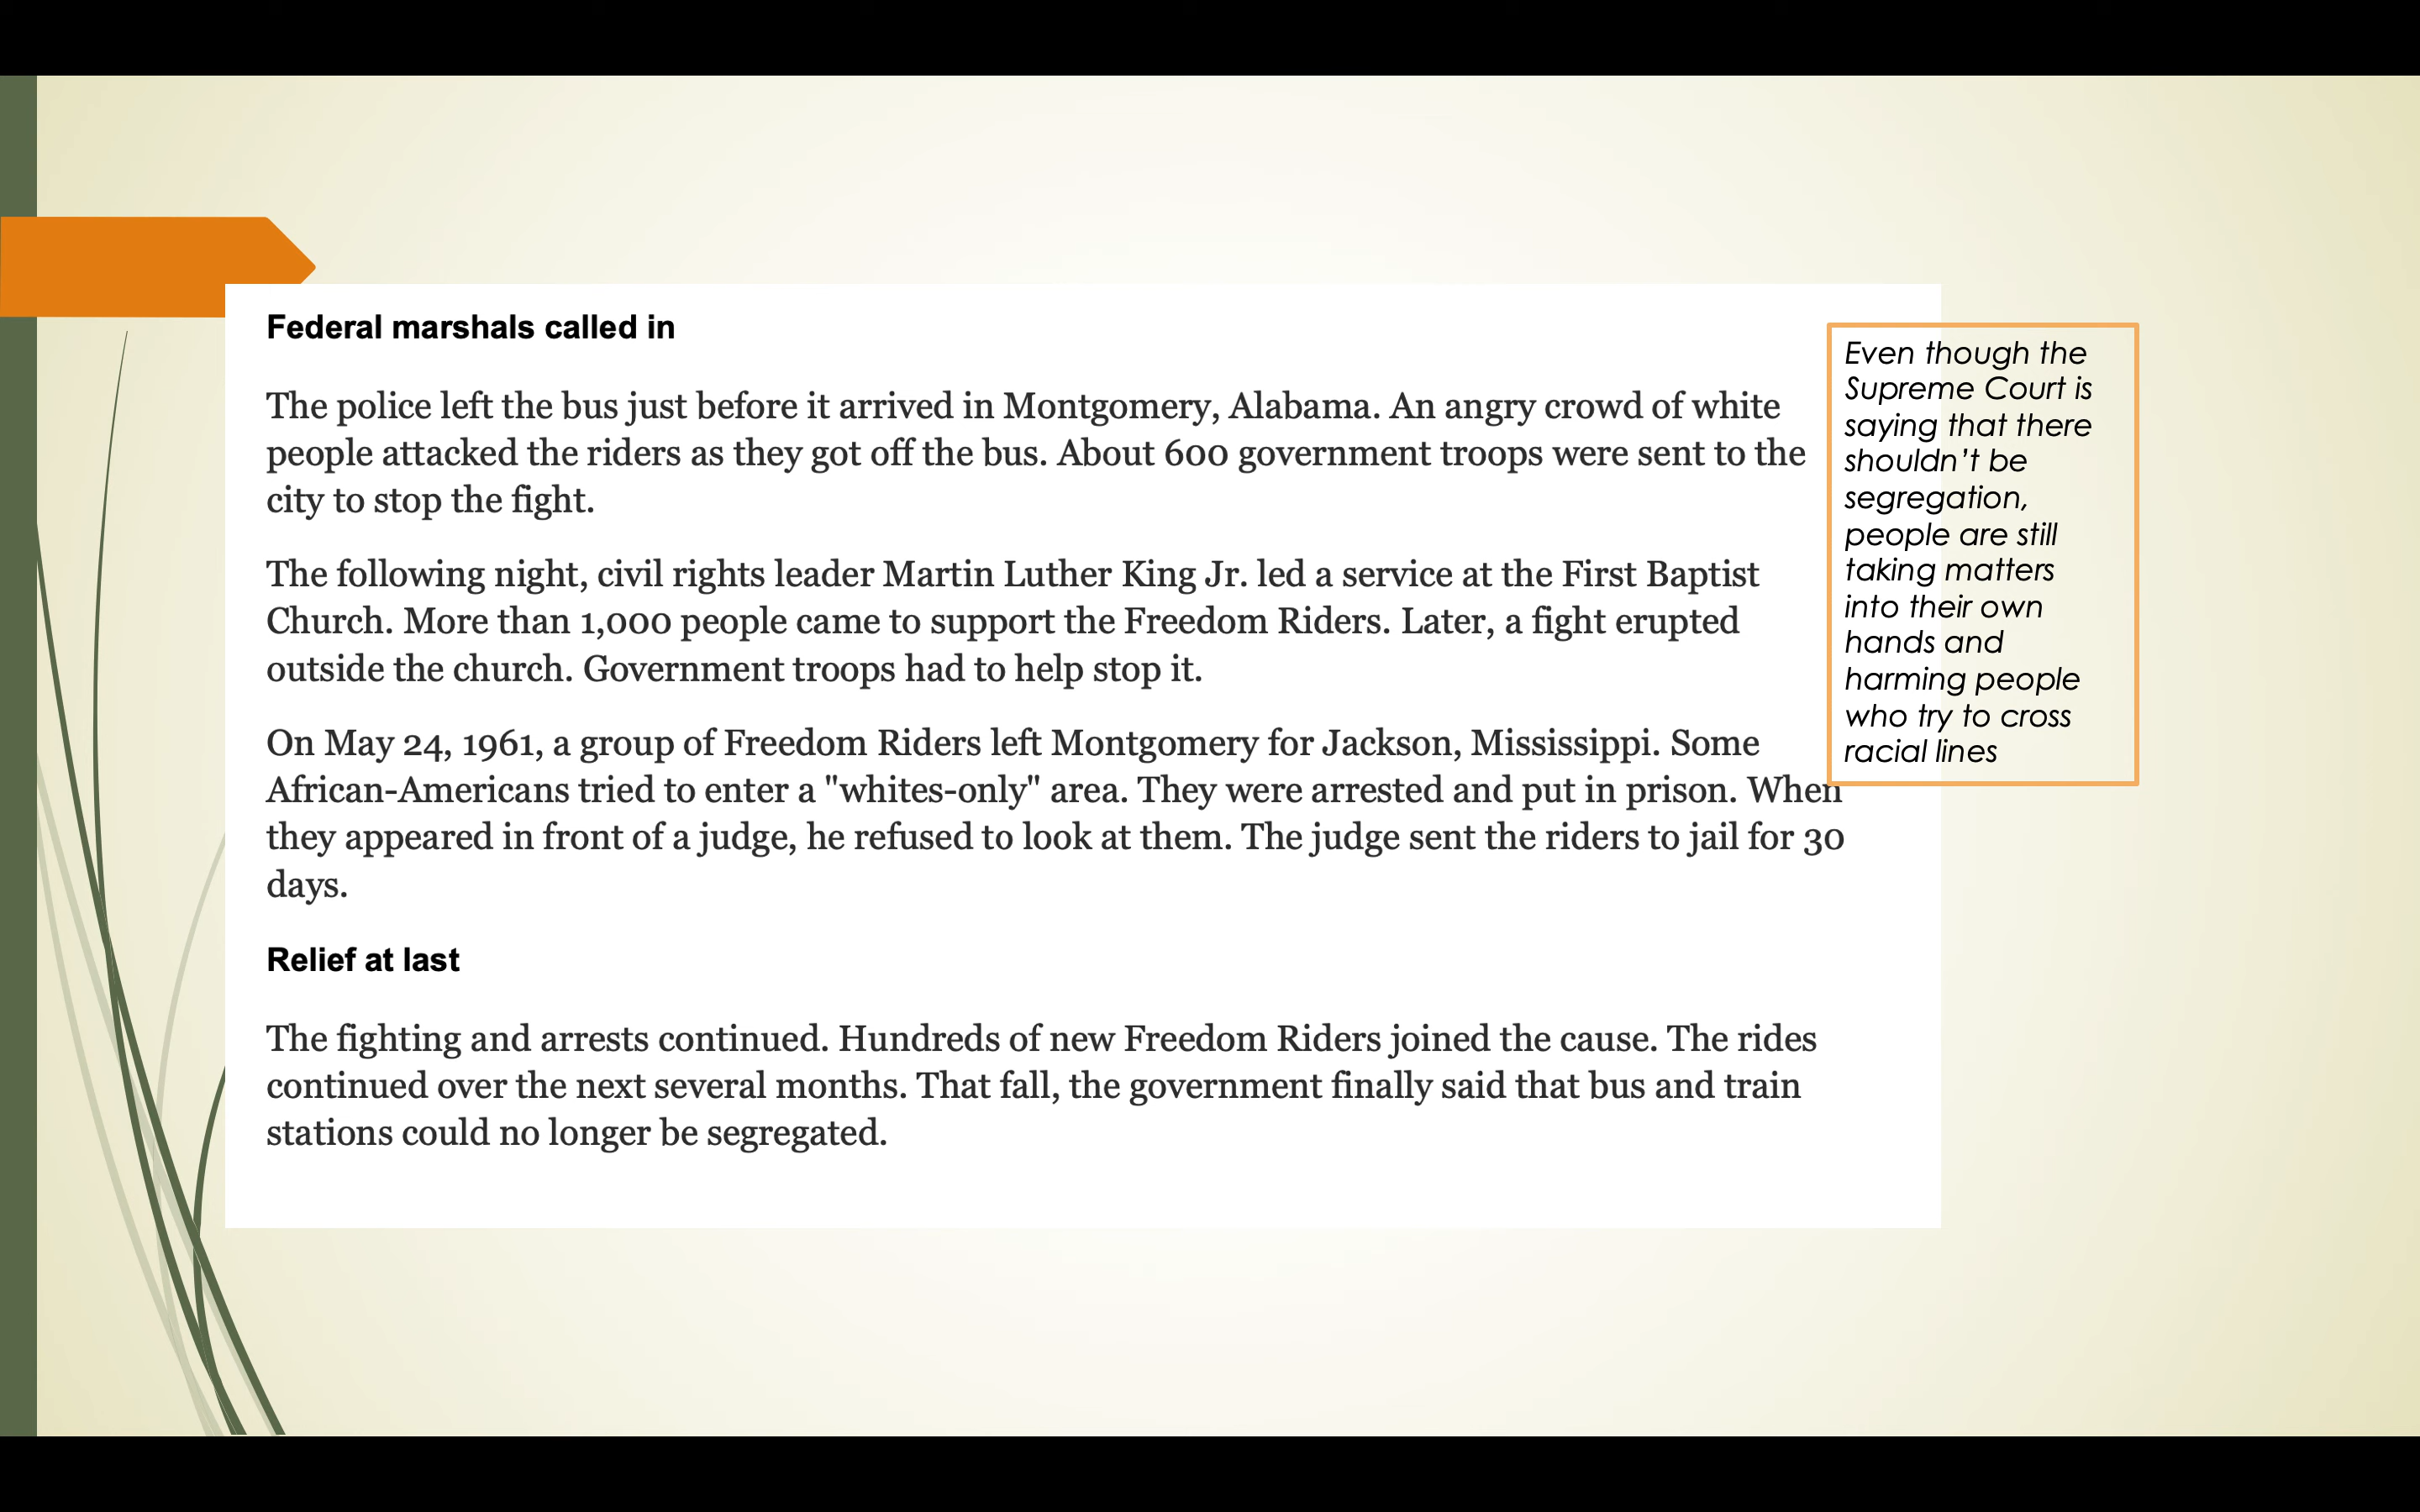 Federal marshals called in
The police left the bus just before it arrived in Montgomery, Alabama. An angry crowd of white
people attacked the riders as they got off the bus. About 600 government troops were sent to the
city to stop the fight.
The following night, civil rights leader Martin Luther King Jr. led a service at the First Baptist
Church. More than 1,000 people came to support the Freedom Riders. Later, a fight erupted
outside the church. Government troops had to help stop it.
On May 24, 1961, a group of Freedom Riders left Montgomery for Jackson, Mississippi. Some
African-Americans tried to enter a "whites-only" area. They were arrested and put in prison. When
they appeared in front of a judge, he refused to look at them. The judge sent the riders to jail for 30
days.
Relief at last
The fighting and arrests continued. Hundreds of new Freedom Riders joined the cause. The rides
continued over the next several months. That fall, the government finally said that bus and train
stations could no longer be segregated.
Even though the
Supreme Court is
saying that there
shouldn't be
segregation,
people are still
taking matters
into their own
hands and
harming people
who try to cross
racial lines